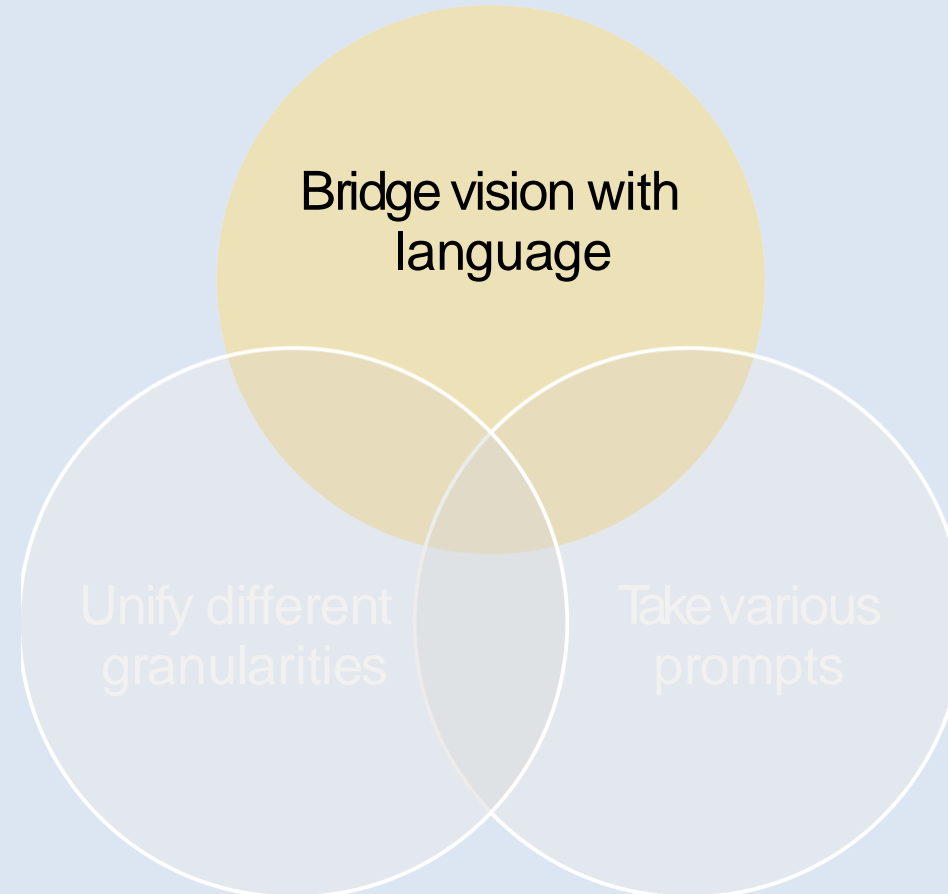 Bridge vision with
language
Unify different
granularities
Take various
prompts